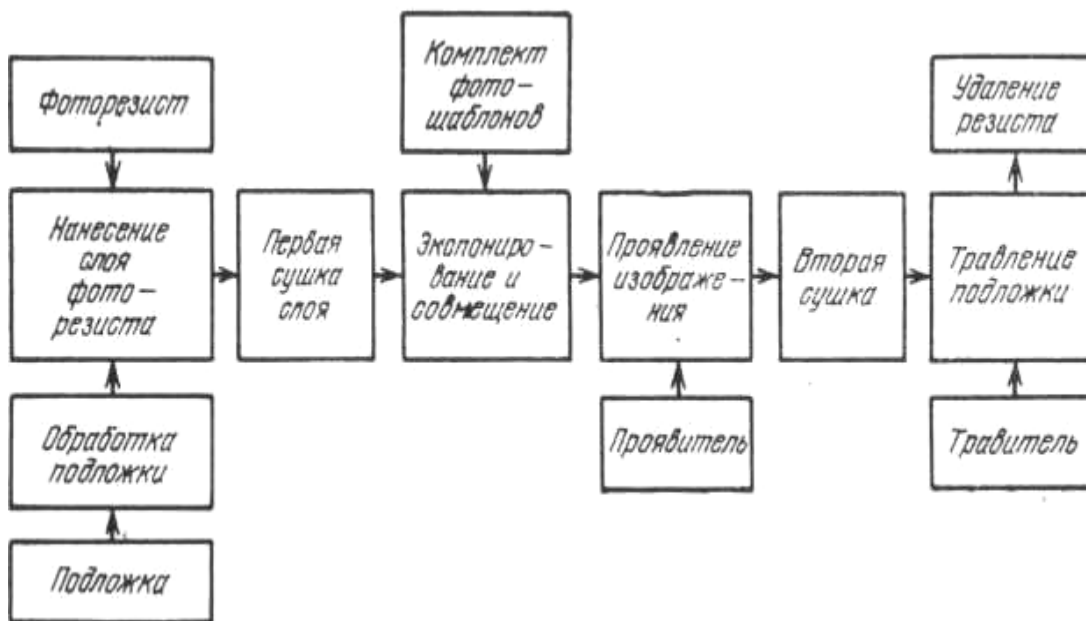 Фоторезист
Комплект
фото-
шаблонов
Удаление
резиста
Нанесение
слоя
фото-
резиста
Первая
сушка
слоя
Экспониро-
вание и
совмещение
Проявление
изображе-
ния
Вторая
сушка
Травление
подложки
Обработка
подложки
Проявитель
Травитель
Подложка